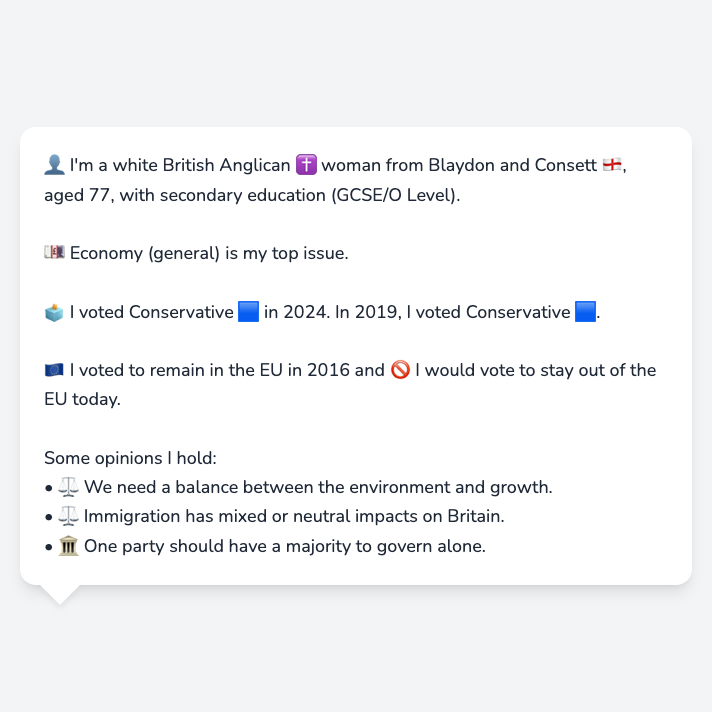 👤 I'm a white British Anglican ✝️ woman from Blaydon and Consett 🏴󠁧󠁢󠁥󠁮󠁧󠁿,
aged 77, with secondary education (GCSE/O Level).
💷 Economy (general) is my top issue.
🗳️ I voted Conservative 🟦 in 2024. In 2019, I voted Conservative 🟦.
🇪🇺 I voted to remain in the EU in 2016 and 🚫 I would vote to stay out of the
EU today.
Some opinions I hold:
• ⚖️ We need a balance between the environment and growth.
• ⚖️ Immigration has mixed or neutral impacts on Britain.
• 🏛️ One party should have a majority to govern alone.